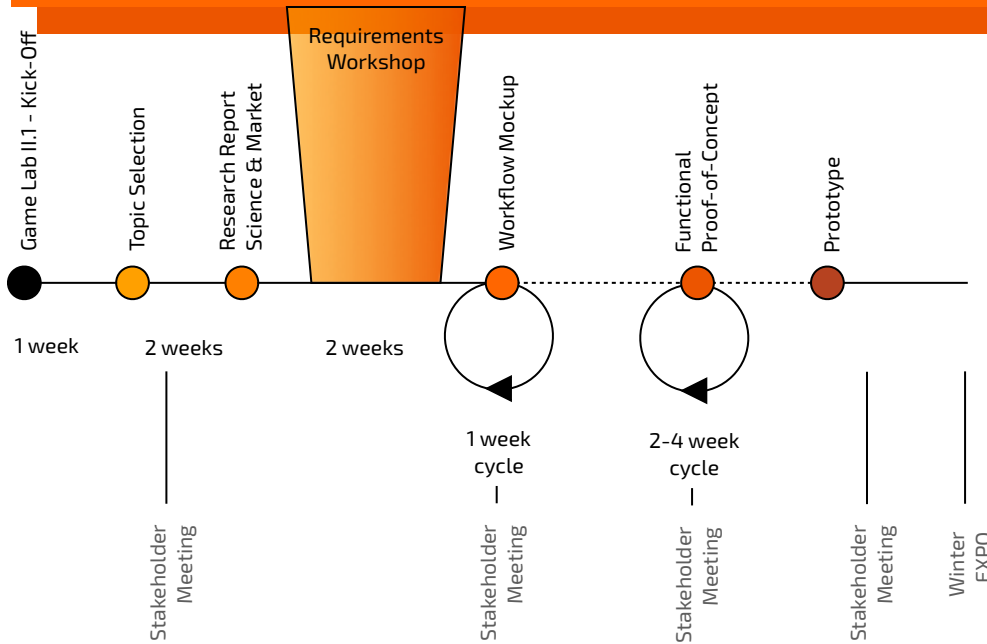 Requirements
Workshop
Game Lab II.1 - Kick-Off
Topic Selection
Research Report
Science & Market
Workflow Mockup
Functional
Proof-of-Concept
Prototype
1 week
2 weeks
2 weeks
1 week
cycle
2-4 week
cycle
Stakeholder
Meeting
Stakeholder
Meeting
Stakeholder
Meeting
Stakeholder
Meeting
Winter
EXPO